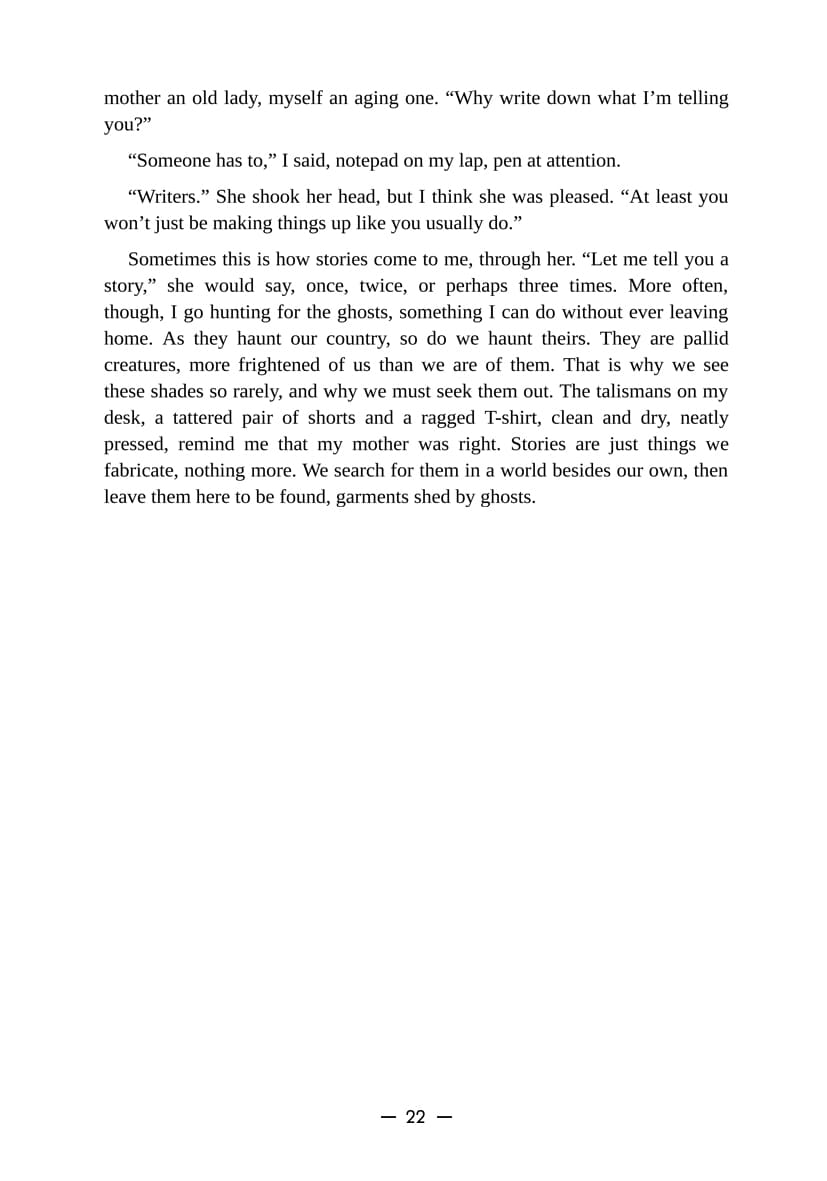 mother an old lady, myself an aging one. “Why write down what I’m telling
you?”
“Someone has to,” I said, notepad on my lap, pen at attention.
“Writers.” She shook her head, but I think she was pleased. “At least you
won’t just be making things up like you usually do.”
Sometimes this is how stories come to me, through her. “Let me tell you a
story,” she would say, once, twice, or perhaps three times. More often,
though, I go hunting for the ghosts, something I can do without ever leaving
home. As they haunt our country, so do we haunt theirs. They are pallid
creatures, more frightened of us than we are of them. That is why we see
these shades so rarely, and why we must seek them out. The talismans on my
desk, a tattered pair of shorts and a ragged T-shirt, clean and dry, neatly
pressed, remind me that my mother was right. Stories are just things we
fabricate, nothing more. We search for them in a world besides our own, then
leave them here to be found, garments shed by ghosts.
— 22 —